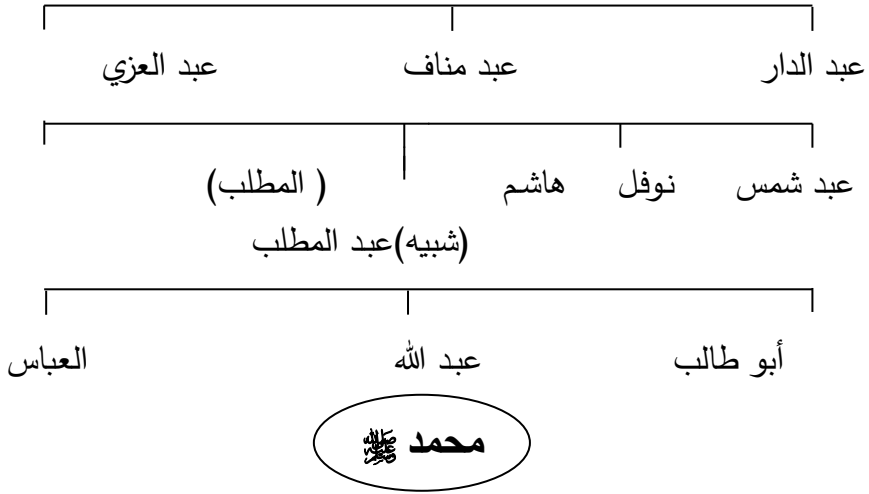 عبد الدار عبد مناف عبد العزي
عبد شمس نوفل هاشم ( المطلب)
(شبيه)عبد المطلب
أبو طالب عبد الله العباس
محمد ﷺ